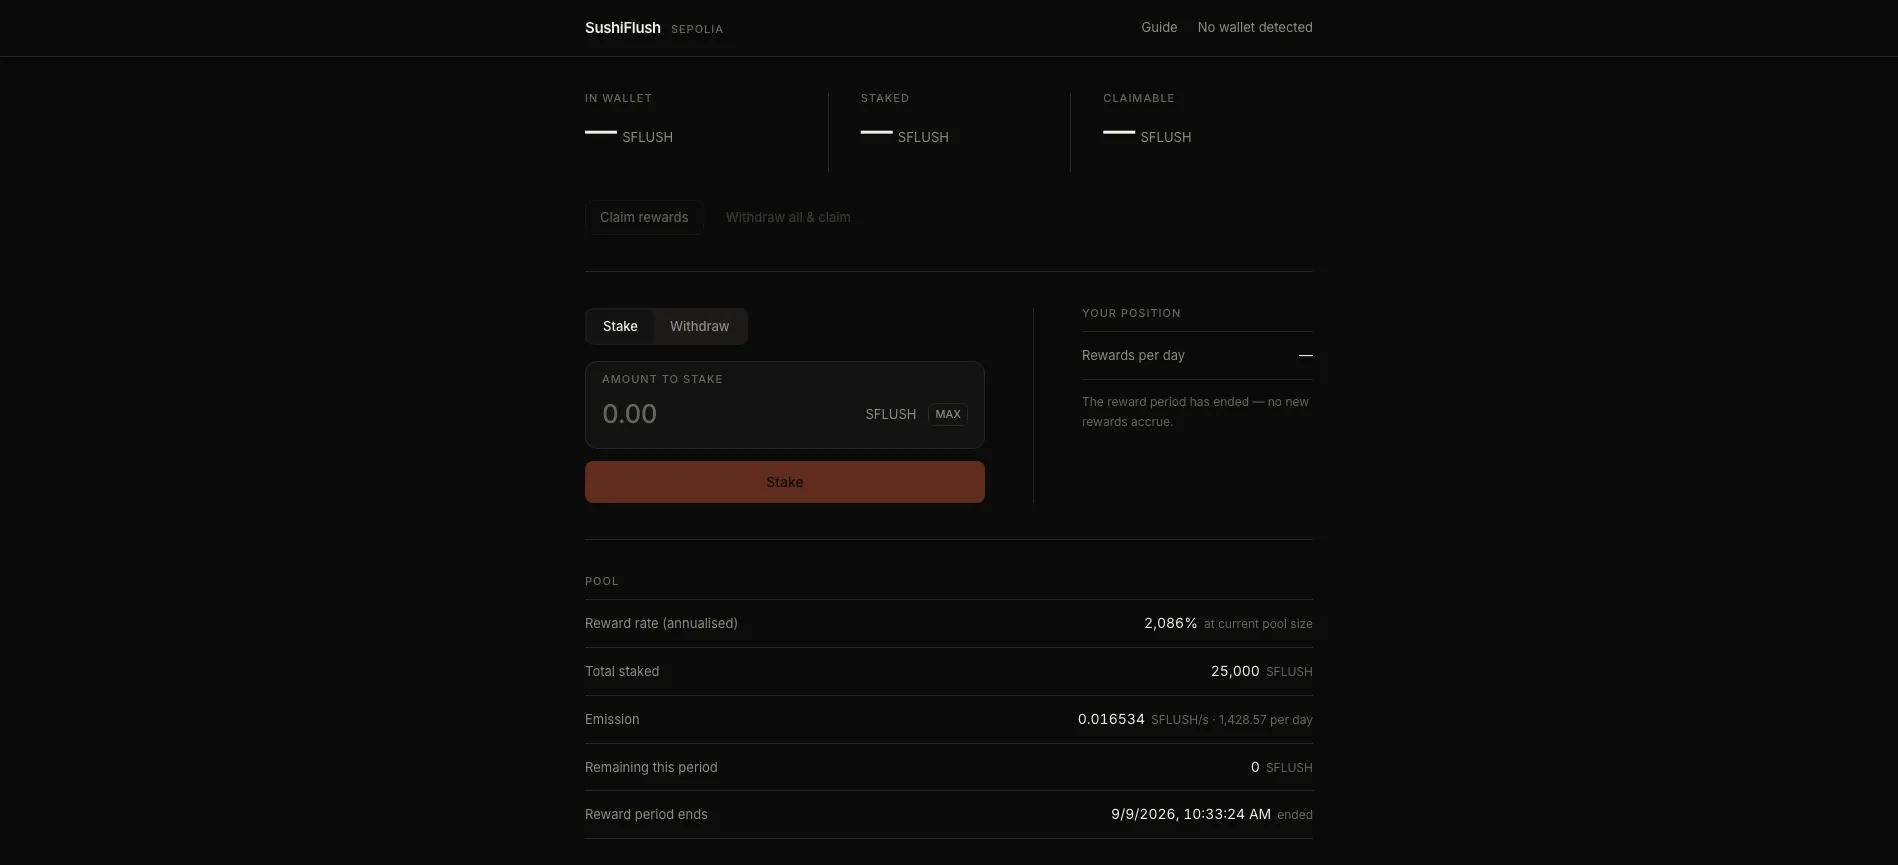 SushiFlush SEPOLIA
Guide No wallet detected
IN WALLET STAKED CLAIMABLE
— SFLUSH — SFLUSH — SFLUSH
Claim rewards Withdraw all & claim
Stake Withdraw
AMOUNT TO STAKE
0.00 SFLUSH MAX
Stake
YOUR POSITION
Rewards per day —
The reward period has ended — no new
rewards accrue.
POOL
Reward rate (annualised) 2,086% at current pool size
Total staked 25,000 SFLUSH
Emission 0.016534 SFLUSH/s · 1,428.57 per day
Remaining this period 0 SFLUSH
Reward period ends 9/9/2026, 10:33:24 AM ended